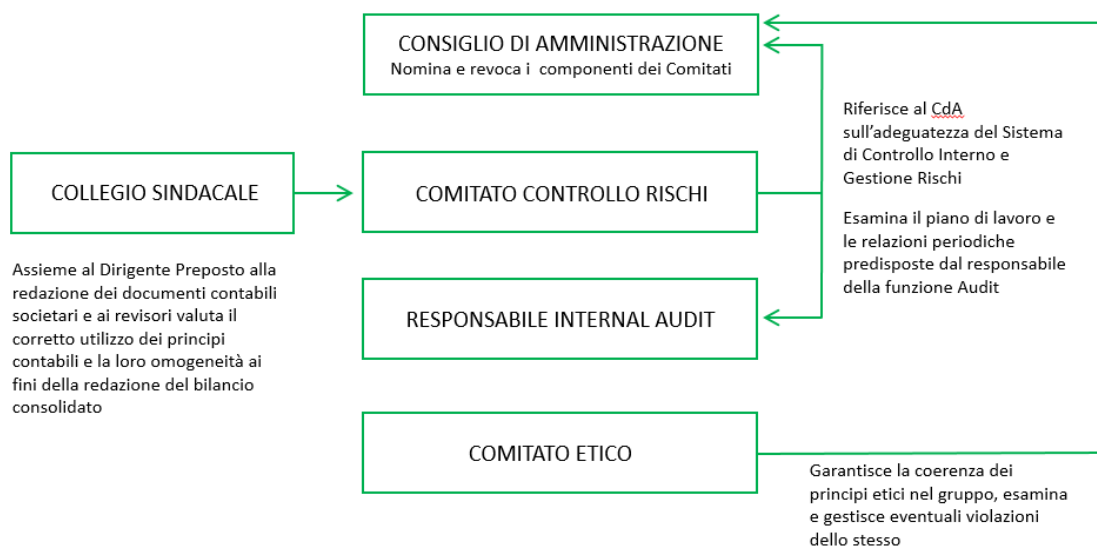 CONSIGLIO DI AMMINISTRAZIONE
Nomina e revoca i componenti dei Comitati
Riferisce al CdA
sull'adeguatezza del Sistema
di Controllo Interno e
Gestione Rischi
COLLEGIO SINDACALE
COMITATO CONTROLLO RISCHI
Esamina il piano di lavoro e
le relazioni periodiche
predisposte dal responsabile
della funzione Audit
Assieme al Dirigente Preposto alla
redazione dei documenti contabili
societari e ai revisori valuta il
corretto utilizzo dei principi
contabili e la loro omogeneità ai
fini della redazione del bilancio
consolidato
RESPONSABILE INTERNAL AUDIT
COMITATO ETICO
Garantisce la coerenza dei
principi etici nel gruppo, esamina
e gestisce eventuali violazioni
dello stesso